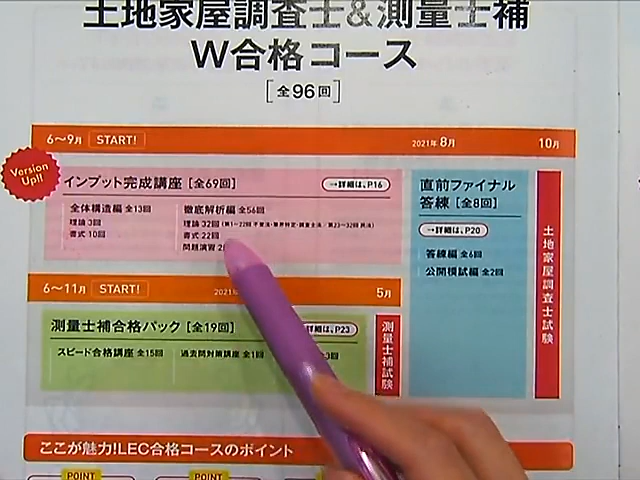 土地家屋調査士&測量士補
W合格コース
[全96回]
6〜9月 START! 2021年8月 10月
Version Up!!
インプット完成講座 [全69回] →詳細は、P16
全体構造編 全13回
理論 3回
書式 10回
徹底解析編 全56回
理論 32回
書式 22回
問題演習 2
直前ファイナル
答練 [全8回]
→詳細は、P20
答練編 全6回
公開模試編 全2回
土地家屋調査士試験
6〜11月 START! 2021年 5月
測量士補合格パック [全19回] 詳細は、P23
スピード合格講座 全15回 過去問対策講座 全1回 3回
測量士補試験
ここが魅力!LEC合格コースのポイント
POINT POINT POINT